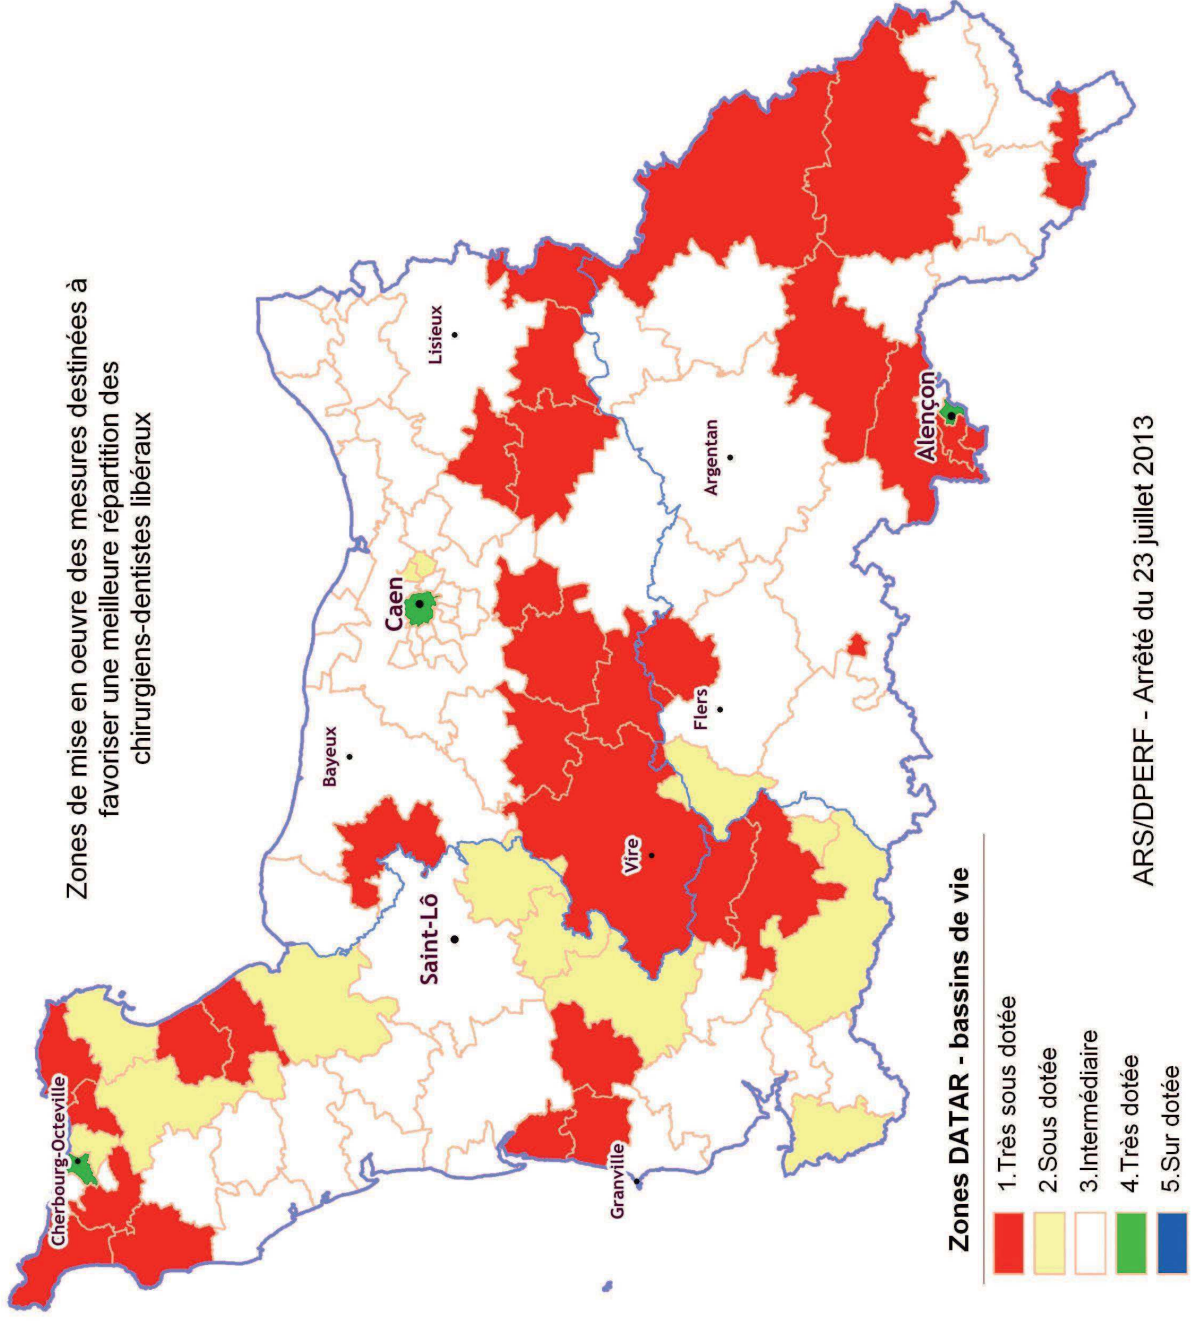 Zones de mise en oeuvre des mesures destinées à
favoriser une meilleure répartition des
chirurgiens-dentistes libéraux
Cherbourg-Octeville
Bayeux
Caen
Lisieux
Saint-Lô
Vire
Flers
Argentan
Granville
Alençon
Zones DATAR - bassins de vie
1.Très sous dotée
2.Sous dotée
3.Intermédiaire
4.Très dotée
5.Sur dotée
ARS/DPERF - Arrêté du 23 juillet 2013